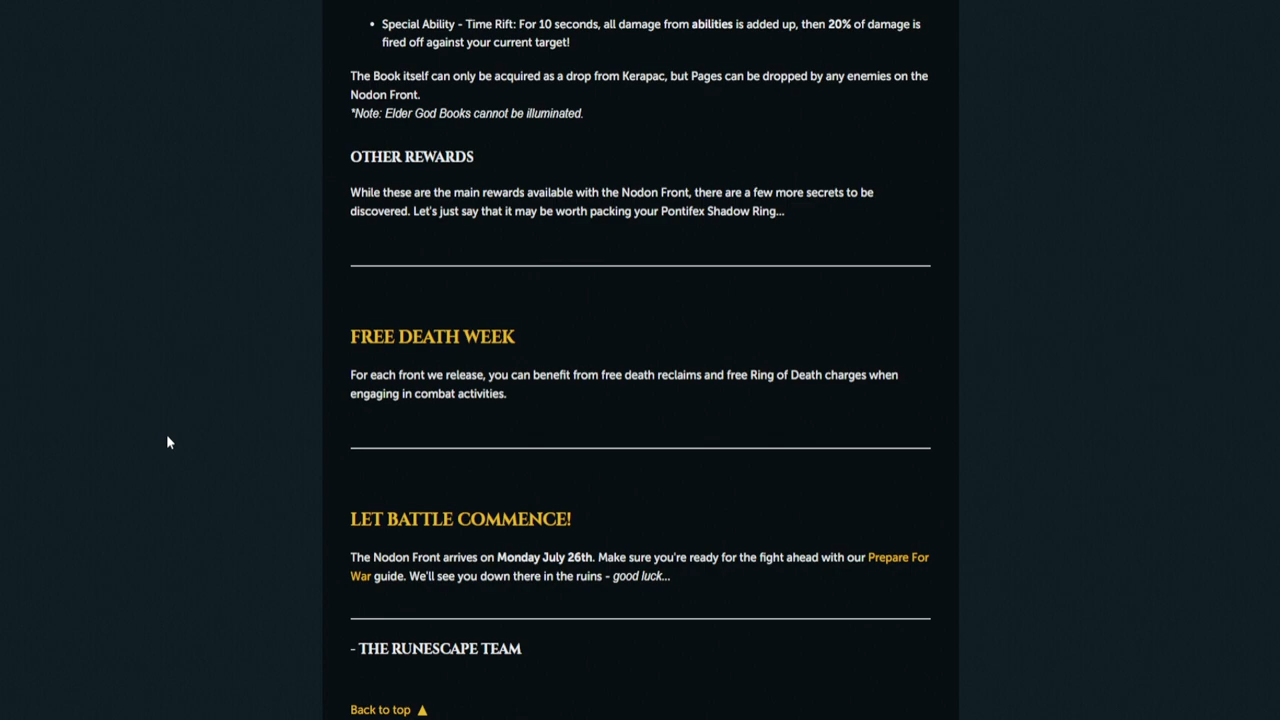 • Special Ability - Time Rift: For 10 seconds, all damage from abilities is added up, then 20% of damage is
fired off against your current target!
The Book itself can only be acquired as a drop from Kerapac, but Pages can be dropped by any enemies on the
Nodon Front.
*Note: Elder God Books cannot be illuminated.
OTHER REWARDS
While these are the main rewards available with the Nodon Front, there are a few more secrets to be
discovered. Let's just say that it may be worth packing your Pontifex Shadow Ring...
FREE DEATH WEEK
For each front we release, you can benefit from free death reclaims and free Ring of Death charges when
engaging in combat activities.
LET BATTLE COMMENCE!
The Nodon Front arrives on Monday July 26th. Make sure you're ready for the fight ahead with our Prepare For
War guide. We'll see you down there in the ruins - good luck...
- THE RUNESCAPE TEAM
Back to top ▲